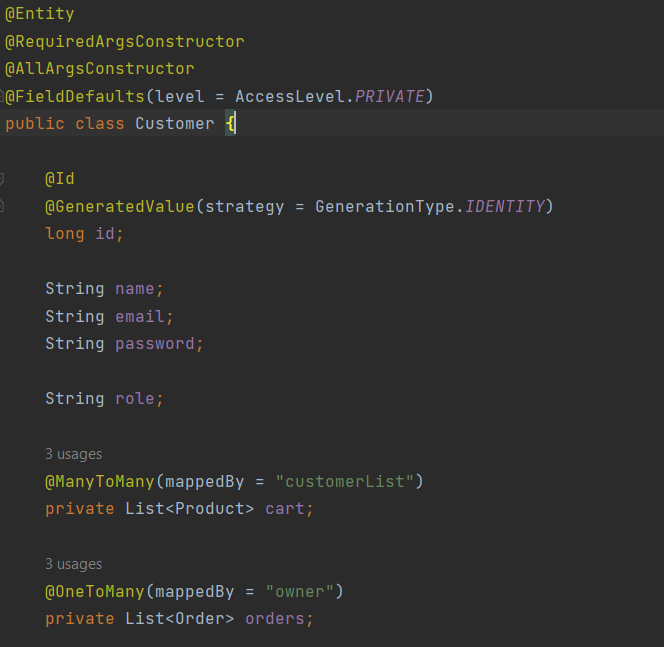 @Entity
@RequiredArgsConstructor
@AllArgsConstructor
@FieldDefaults(level = AccessLevel.PRIVATE)
public class Customer {
@Id
@GeneratedValue(strategy = GenerationType.IDENTITY)
long id;
String name;
String email;
String password;
String role;
3 usages
@ManyToMany(mappedBy = "customerList")
private List<Product> cart;
3 usages
@OneToMany(mappedBy = "owner")
private List<Order> orders;